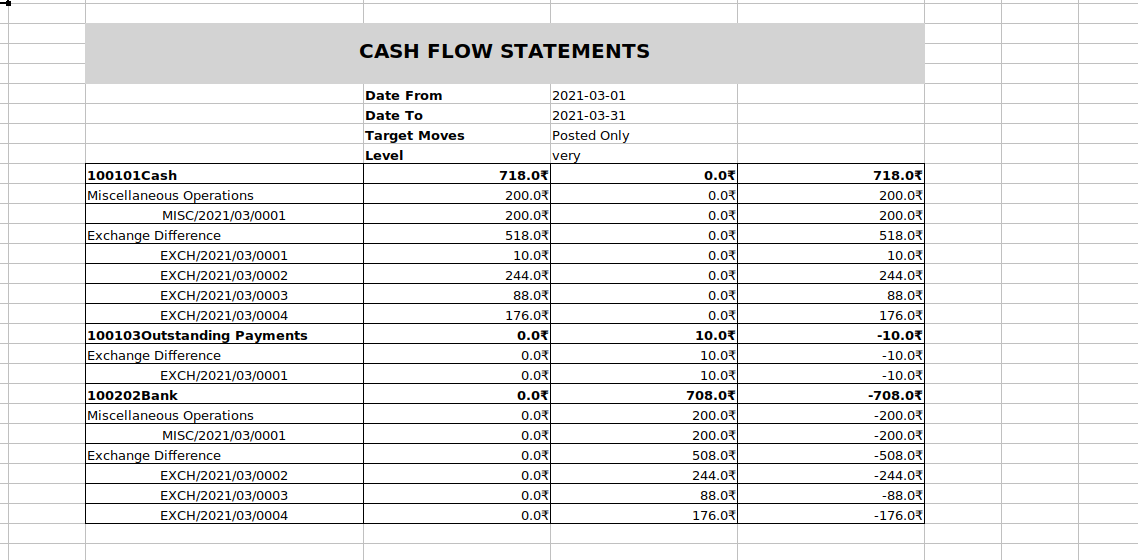 CASH FLOW STATEMENTS
Date From 2021-03-01
Date To 2021-03-31
Target Moves Posted Only
Level very
100101Cash 718.0₹ 0.0₹ 718.0₹
Miscellaneous Operations 200.0₹ 0.0₹ 200.0₹
MISC/2021/03/0001 200.0₹ 0.0₹ 200.0₹
Exchange Difference 518.0₹ 0.0₹ 518.0₹
EXCH/2021/03/0001 10.0₹ 0.0₹ 10.0₹
EXCH/2021/03/0002 244.0₹ 0.0₹ 244.0₹
EXCH/2021/03/0003 88.0₹ 0.0₹ 88.0₹
EXCH/2021/03/0004 176.0₹ 0.0₹ 176.0₹
100103Outstanding Payments 0.0₹ 10.0₹ -10.0₹
Exchange Difference 0.0₹ 10.0₹ -10.0₹
EXCH/2021/03/0001 0.0₹ 10.0₹ -10.0₹
100202Bank 0.0₹ 708.0₹ -708.0₹
Miscellaneous Operations 0.0₹ 200.0₹ -200.0₹
MISC/2021/03/0001 0.0₹ 200.0₹ -200.0₹
Exchange Difference 0.0₹ 508.0₹ -508.0₹
EXCH/2021/03/0002 0.0₹ 244.0₹ -244.0₹
EXCH/2021/03/0003 0.0₹ 88.0₹ -88.0₹
EXCH/2021/03/0004 0.0₹ 176.0₹ -176.0₹